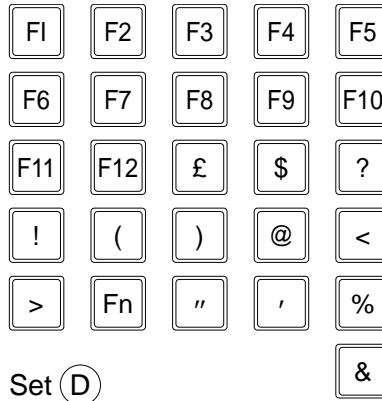 FI F2 F3 F4 F5
F6 F7 F8 F9 F10
F11 F12 £ $ ?
! ( ) @ <
> Fn " ' %
&
Set D